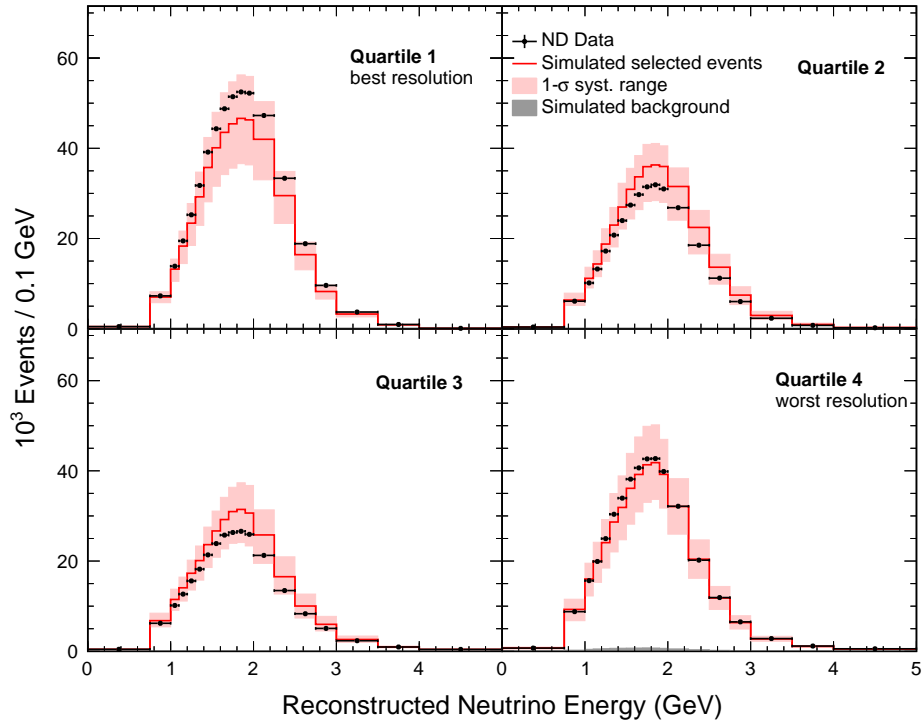 Quartile 1
best resolution
ND Data
Simulated selected events
1-σ syst. range
Simulated background
Quartile 2
Quartile 3
Quartile 4
worst resolution
10³ Events / 0.1 GeV
0
20
40
60
0
20
40
60
0
1
2
3
4
0
1
2
3
4
5
Reconstructed Neutrino Energy (GeV)